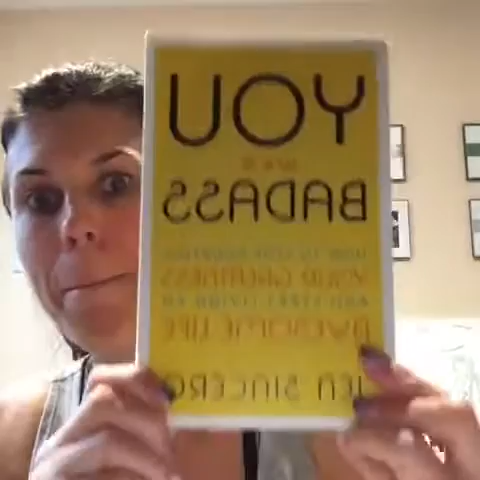 YOU
ARE A
BADASS
HOW TO STOP DOUBTING
YOUR GREATNESS
AND START LIVING AN
AWESOME LIFE
JEN SINCERO